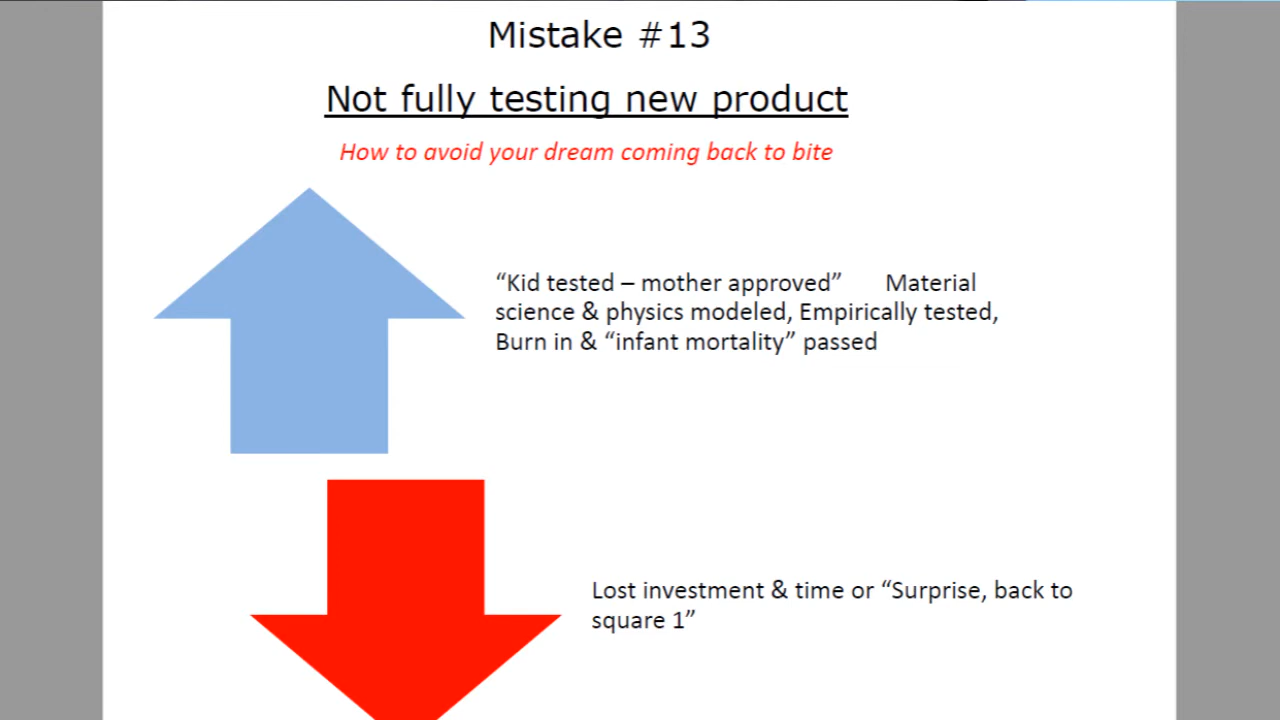 Mistake #13
Not fully testing new product
How to avoid your dream coming back to bite
“Kid tested – mother approved” Material
science & physics modeled, Empirically tested,
Burn in & “infant mortality” passed
Lost investment & time or “Surprise, back to
square 1”